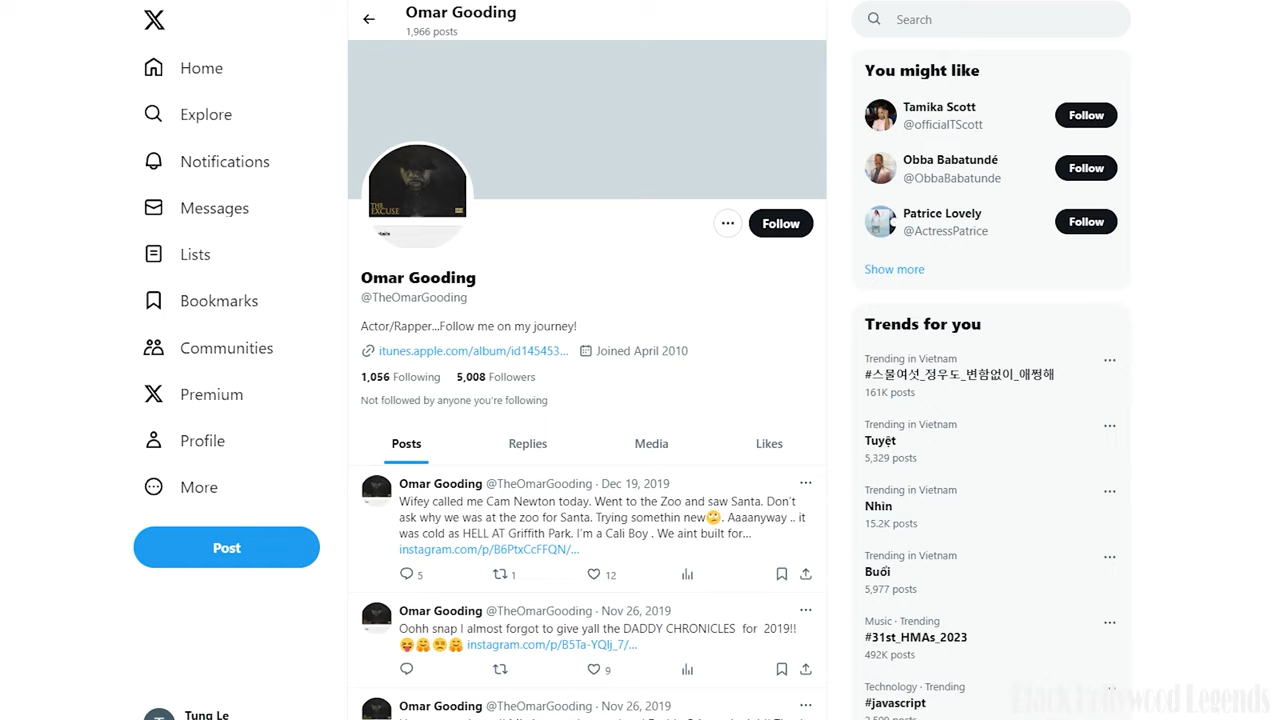 Omar Gooding
1,966 posts
Home
Explore
Notifications
Messages
Lists
Bookmarks
Communities
Premium
Profile
More
Post
Tung Le
THE
EXCUSE
Follow
Omar Gooding
@TheOmarGooding
Actor/Rapper...Follow me on my journey!
itunes.apple.com/album/id145453... Joined April 2010
1,056 Following 5,008 Followers
Not followed by anyone you're following
Posts Replies Media Likes
Omar Gooding @TheOmarGooding · Dec 19, 2019
Wifey called me Cam Newton today. Went to the Zoo and saw Santa. Don't
ask why we was at the zoo for Santa. Trying somethin new🙄. Aaaanyway .. it
was cold as HELL AT Griffith Park. I'm a Cali Boy . We aint built for...
instagram.com/p/B6PtxCcFFQN/...
5 1 12
Omar Gooding @TheOmarGooding · Nov 26, 2019
Oohh snap I almost forgot to give yall the DADDY CHRONICLES for 2019!!
instagram.com/p/B5Ta-YQIj_7/...
9
Omar Gooding @TheOmarGooding · Nov 26, 2019
Search
You might like
Tamika Scott
@officialTScott
Follow
Obba Babatundé
@ObbaBabatunde
Follow
Patrice Lovely
@ActressPatrice
Follow
Show more
Trends for you
Trending in Vietnam
#스물여섯_정우도_변함없이_애쩡해
161K posts
Trending in Vietnam
Tuyệt
5,329 posts
Trending in Vietnam
Nhìn
15.2K posts
Trending in Vietnam
Buổi
5,977 posts
Music · Trending
#31st_HMAs_2023
492K posts
Technology · Trending
#javascript
Black Hollywood Legends